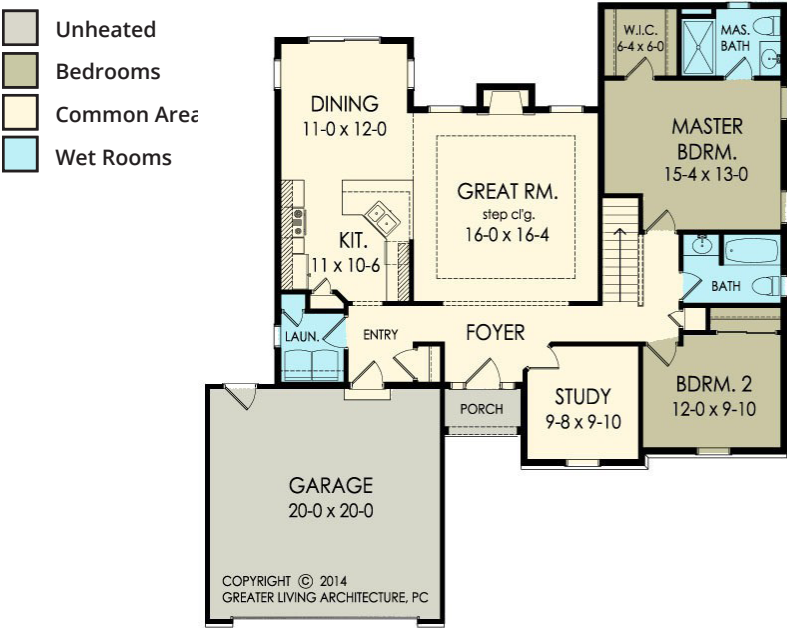 Unheated
Bedrooms
Common Area
Wet Rooms
W.I.C.
6-4 x 6-0
MAS.
BATH
DINING
11-0 x 12-0
MASTER
BDRM.
15-4 x 13-0
GREAT RM.
step cl'g.
16-0 x 16-4
KIT.
11 x 10-6
BATH
LAUN.
ENTRY
FOYER
BDRM. 2
12-0 x 9-10
STUDY
9-8 x 9-10
PORCH
GARAGE
20-0 x 20-0
COPYRIGHT © 2014
GREATER LIVING ARCHITECTURE, PC